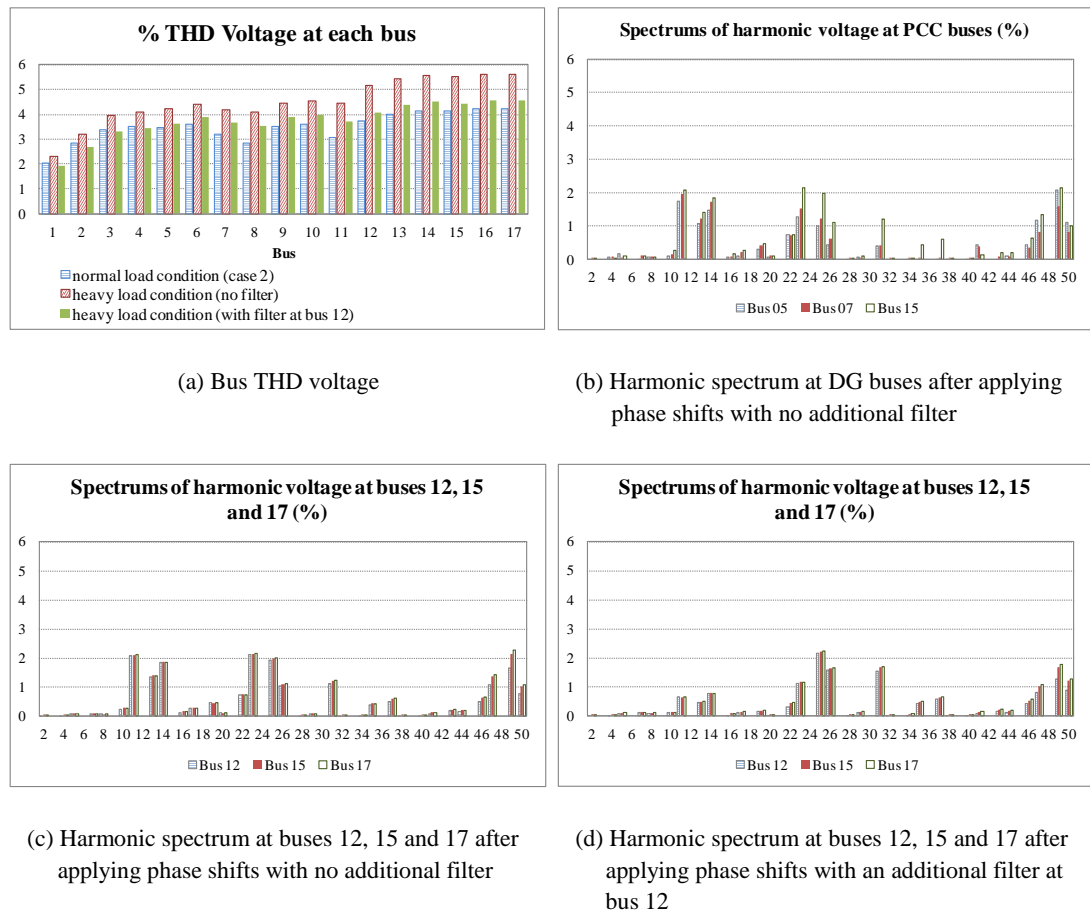 % THD Voltage at each bus
6
5
4
3
2
1
0
1 2 3 4 5 6 7 8 9 10 11 12 13 14 15 16 17
Bus
normal load condition (case 2)
heavy load condition (no filter)
heavy load condition (with filter at bus 12)
(a) Bus THD voltage
Spectrums of harmonic voltage at PCC buses (%)
6
5
4
3
2
1
0
2 4 6 8 10 12 14 16 18 20 22 24 26 28 30 32 34 36 38 40 42 44 46 48 50
Bus 05 Bus 07 Bus 15
(b) Harmonic spectrum at DG buses after applying
phase shifts with no additional filter
Spectrums of harmonic voltage at buses 12, 15
and 17 (%)
6
5
4
3
2
1
0
2 4 6 8 10 12 14 16 18 20 22 24 26 28 30 32 34 36 38 40 42 44 46 48 50
Bus 12 Bus 15 Bus 17
(c) Harmonic spectrum at buses 12, 15 and 17 after
applying phase shifts with no additional filter
Spectrums of harmonic voltage at buses 12, 15
and 17 (%)
6
5
4
3
2
1
0
2 4 6 8 10 12 14 16 18 20 22 24 26 28 30 32 34 36 38 40 42 44 46 48 50
Bus 12 Bus 15 Bus 17
(d) Harmonic spectrum at buses 12, 15 and 17 after
applying phase shifts with an additional filter at
bus 12